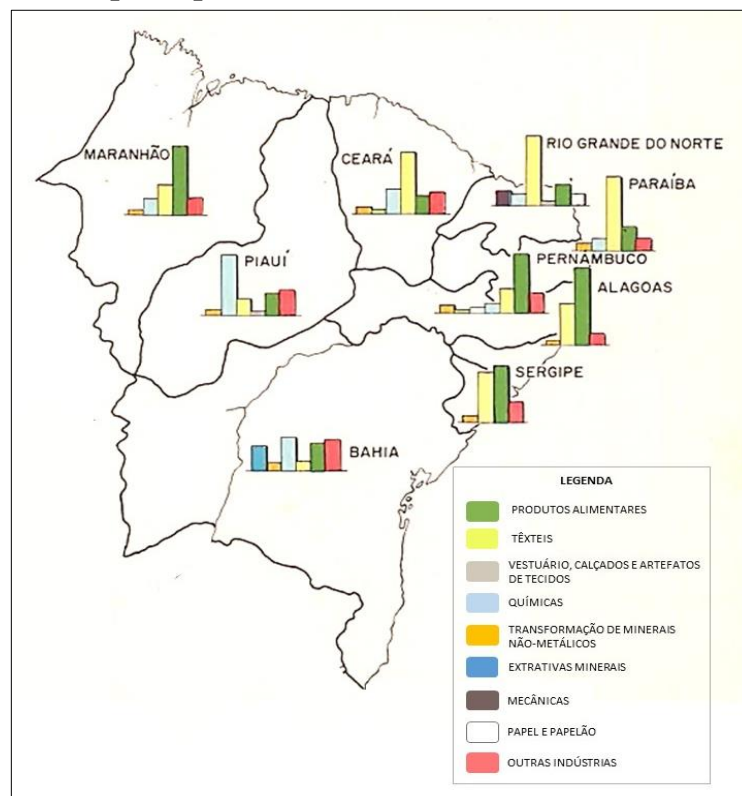 MARANHÃO
CEARÁ
RIO GRANDE DO NORTE
PARAÍBA
PIAUÍ
PERNAMBUCO
ALAGOAS
SERGIPE
BAHIA
LEGENDA
PRODUTOS ALIMENTARES
TÊXTEIS
VESTUÁRIO, CALÇADOS E ARTEFATOS
DE TECIDOS
QUÍMICAS
TRANSFORMAÇÃO DE MINERAIS
NÃO-METÁLICOS
EXTRATIVAS MINERAIS
MECÂNICAS
PAPEL E PAPELÃO
OUTRAS INDÚSTRIAS